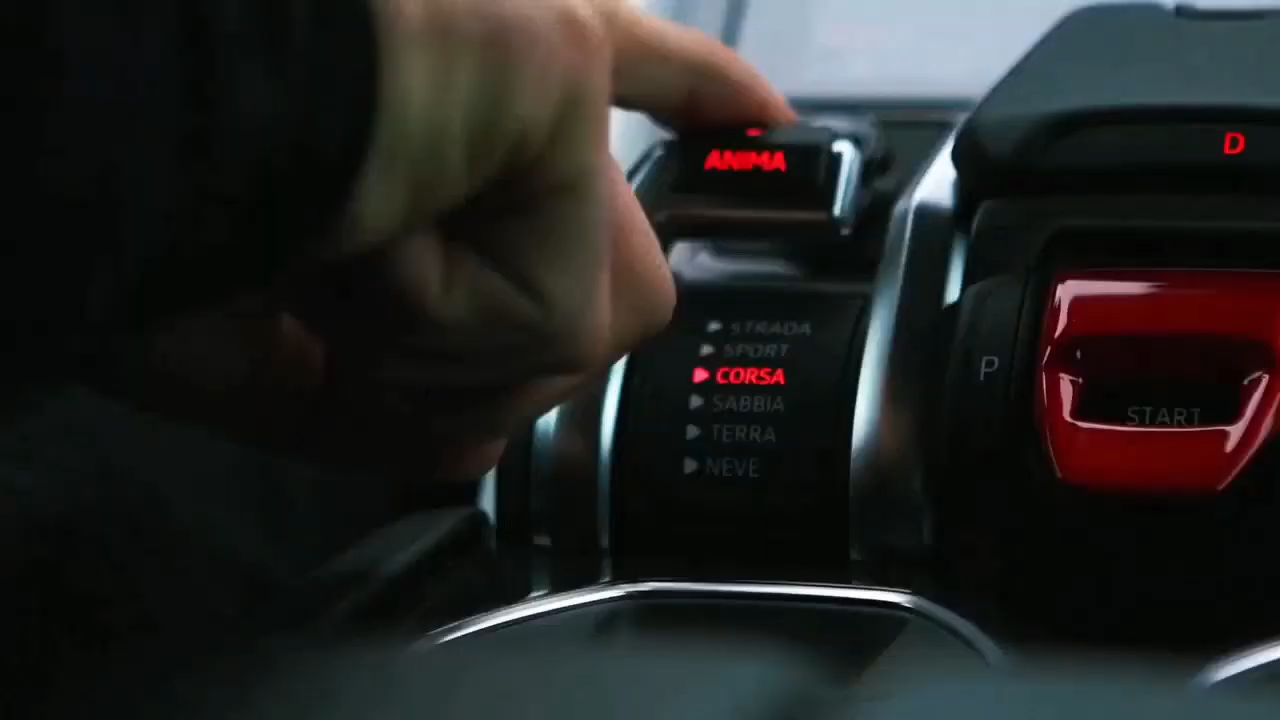 ANIMA
D
STRADA
SPORT
CORSA
SABBIA
TERRA
NEVE
P
START